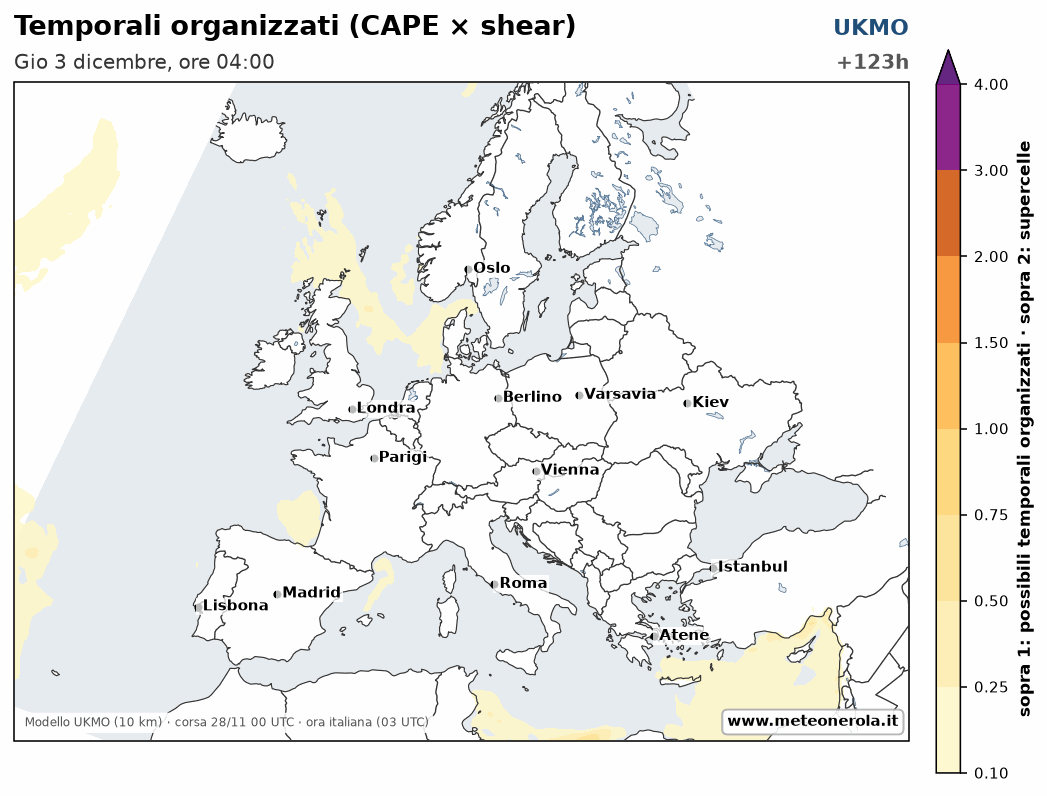 Temporali organizzati (CAPE × shear)
UKMO
Gio 3 dicembre, ore 04:00
+123h
4.00
3.00
2.00
1.50
1.00
0.75
0.50
0.25
0.10
sopra 1: possibili temporali organizzati · sopra 2: supercelle
Oslo
Berlino
Varsavia
Kiev
Londra
Parigi
Vienna
Istanbul
Roma
Madrid
Lisbona
Atene
Modello UKMO (10 km) · corsa 28/11 00 UTC · ora italiana (03 UTC)
www.meteonerola.it